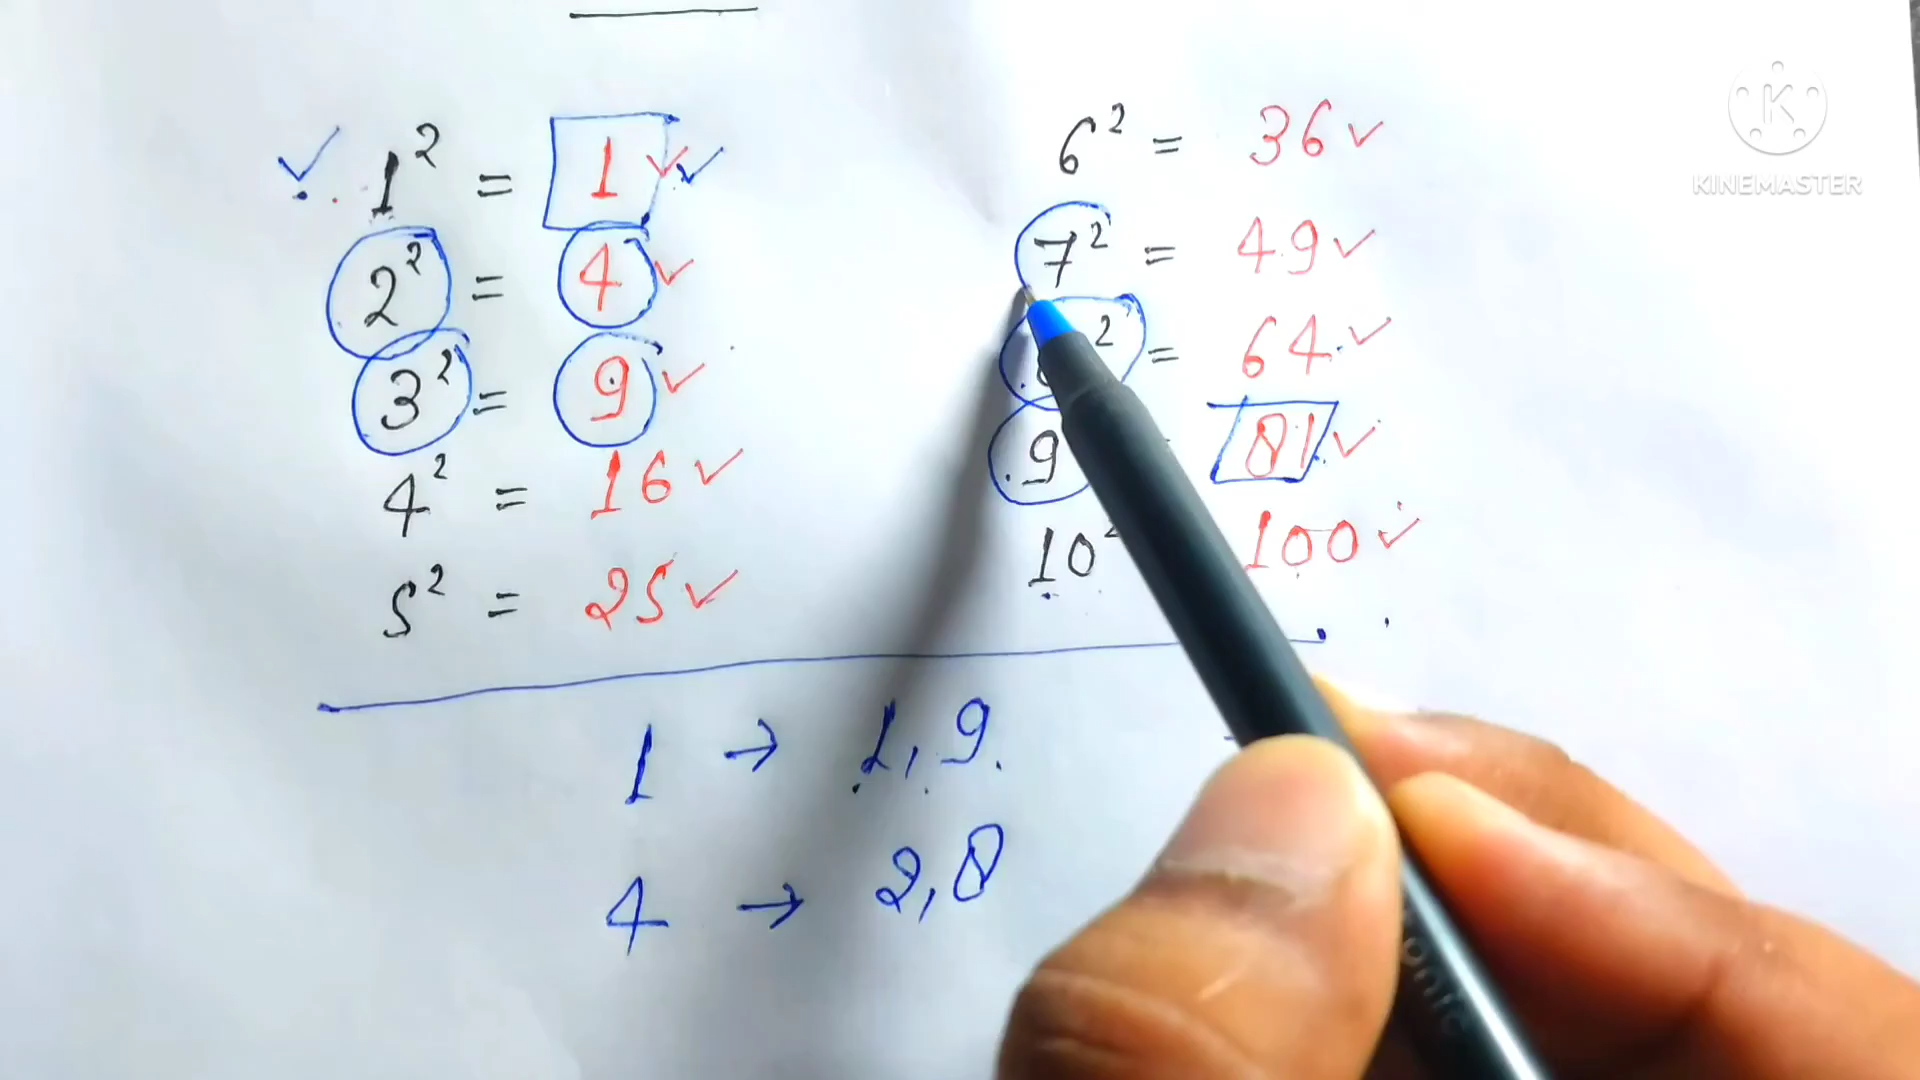 1² = 1
2² = 4
3² = 9
4² = 16
5² = 25
6² = 36
7² = 49
² = 64
9 81
10² 100
1 → 1, 9
4 → 2, 8
KINEMASTER